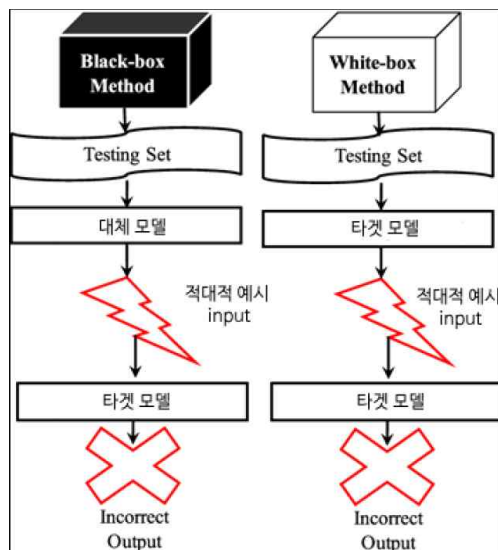 Black-box
Method
Testing Set
대체 모델
적대적 예시
input
타겟 모델
Incorrect
Output
White-box
Method
Testing Set
타겟 모델
적대적 예시
input
타겟 모델
Incorrect
Output